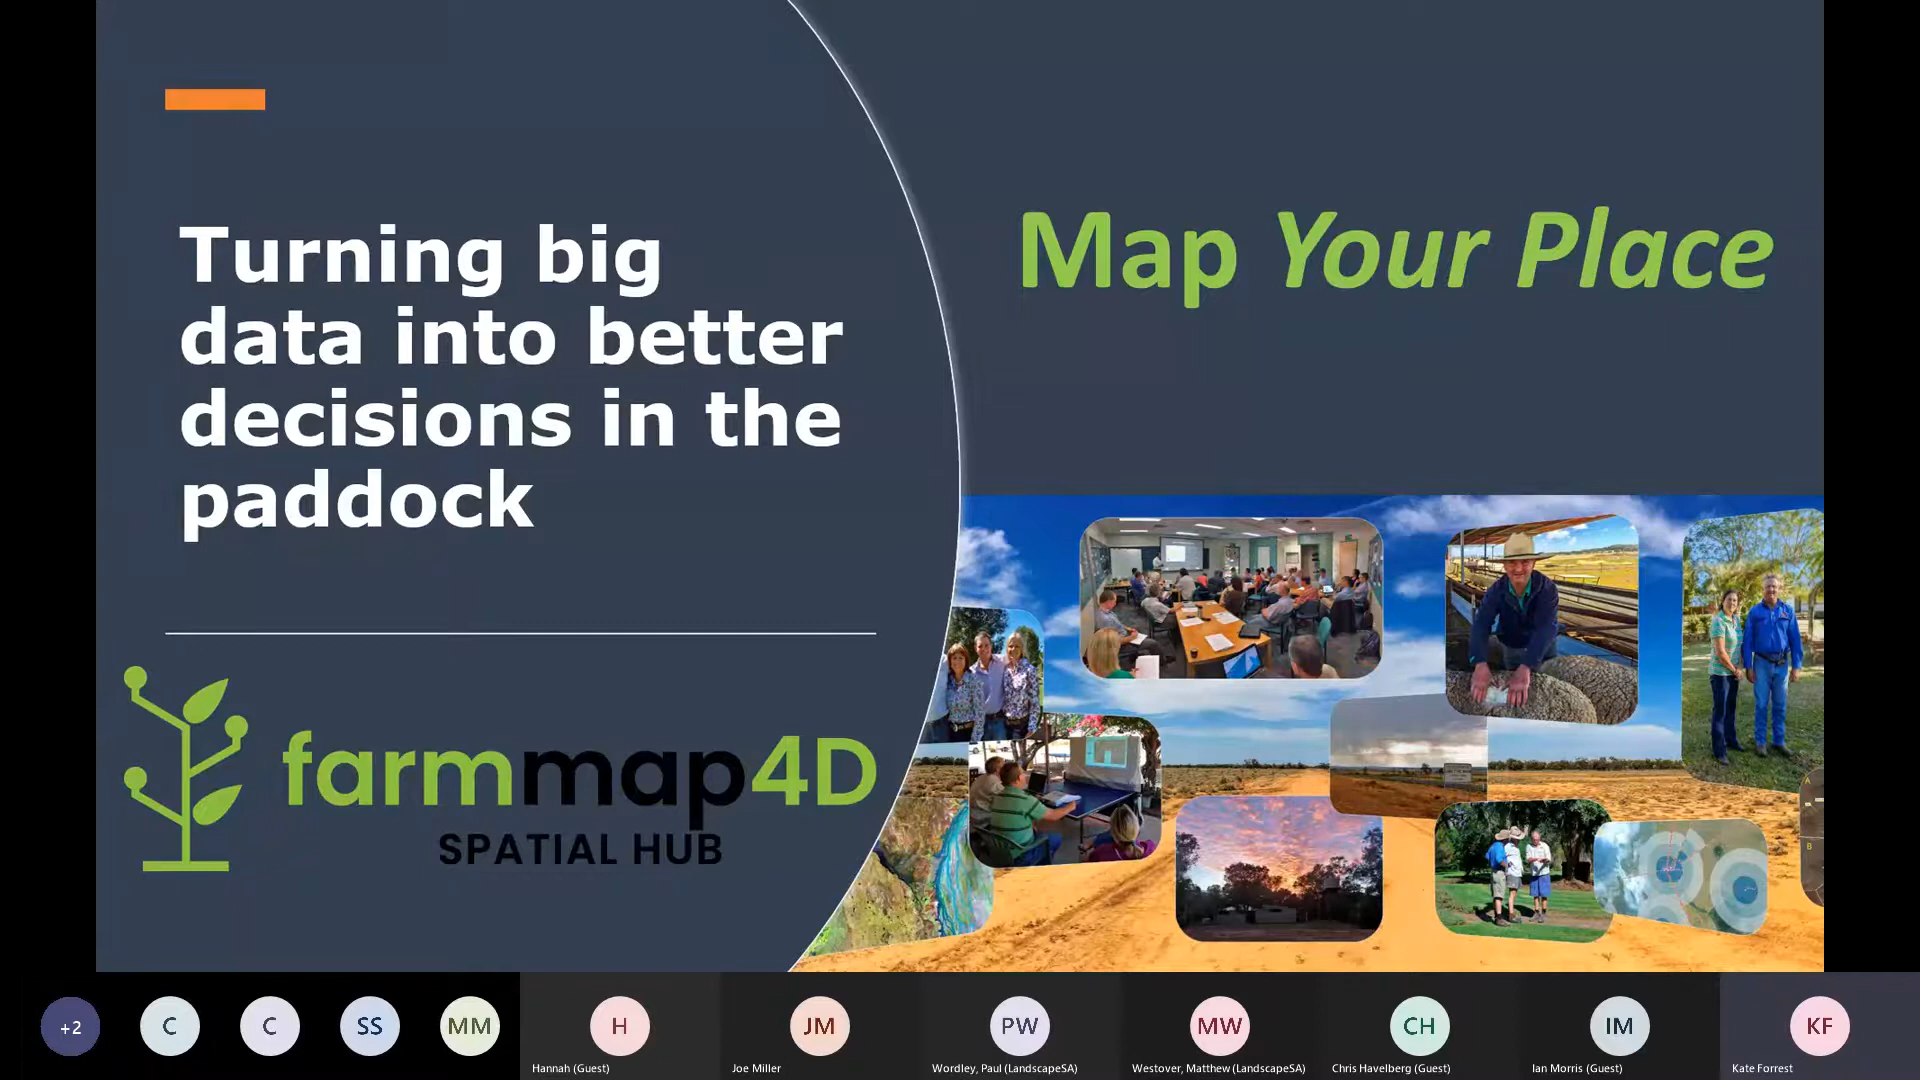 Turning big
data into better
decisions in the
paddock
Map Your Place
farmmap4D
SPATIAL HUB
+2
C
C
SS
MM
H
JM
PW
MW
CH
IM
KF
Hannah (Guest)
Joe Miller
Wordley, Paul (LandscapeSA)
Westover, Matthew (LandscapeSA)
Chris Havelberg (Guest)
Ian Morris (Guest)
Kate Forrest